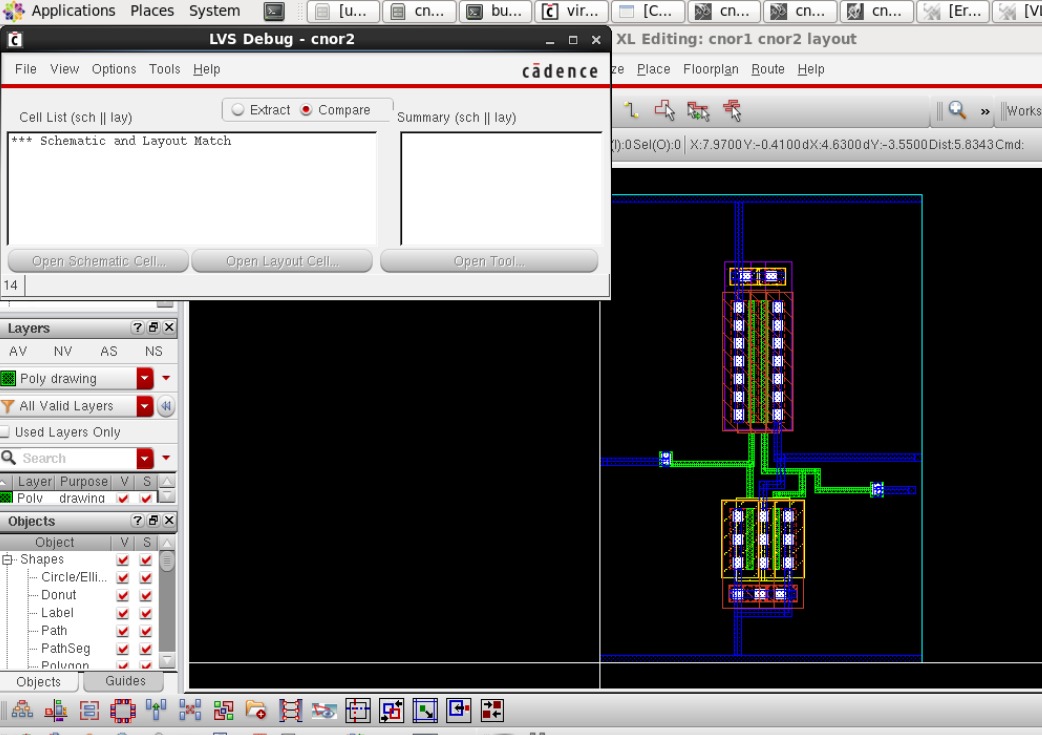 Applications Places System
[u...
cn...
bu...
vir...
[C...
cn...
cn...
cn...
[Er...
[VI
LVS Debug - cnor2
XL Editing: cnor1 cnor2 layout
File View Options Tools Help
cādence
ze Place Floorplan Route Help
Extract Compare
Cell List (sch || lay)
Summary (sch || lay)
» Works
*** Schematic and Layout Match
(I):0 Sel(O):0 X:7.9700 Y:-0.4100 dX:4.6300 dY:-3.5500 Dist:5.8343 Cmd:
Open Schematic Cell...
Open Layout Cell...
Open Tool...
14
Layers
AV NV AS NS
Poly drawing
All Valid Layers
Used Layers Only
Search
Layer Purpose V S
Poly drawing
Objects
Object V S
Shapes
Circle/Elli...
Donut
Label
Path
PathSeg
Polygon
Objects Guides